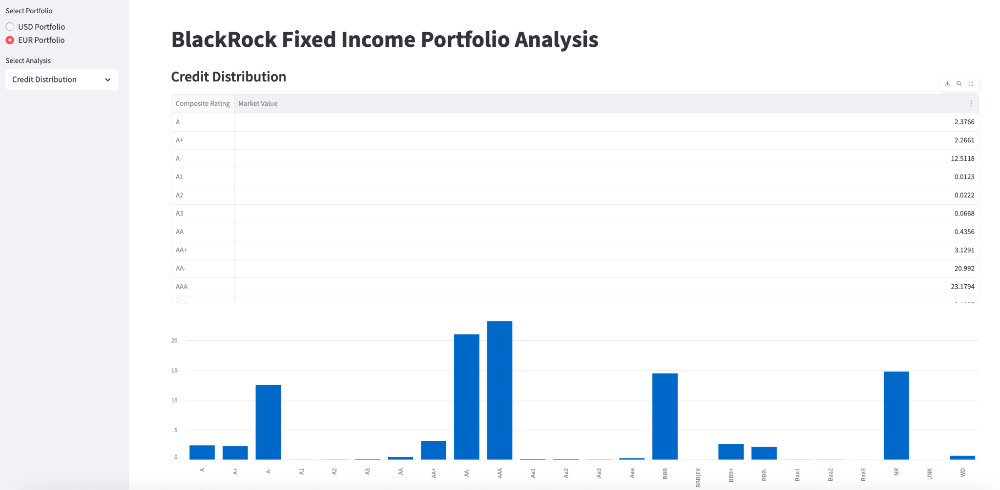 Select Portfolio
USD Portfolio
EUR Portfolio
Select Analysis
Credit Distribution
BlackRock Fixed Income Portfolio Analysis
Credit Distribution
Composite Rating Market Value
A 2.3766
A+ 2.2661
A- 12.5118
A1 0.0123
A2 0.0222
A3 0.0668
AA 0.4356
AA+ 3.1291
AA- 20.992
AAA 23.1794
20
15
10
5
0
A A+ A- A1 A2 A3 AA AA+ AA- AAA Aa1 Aa2 Aa3 Aaa BBB BBB(EX BBB+ BBB- Baa1 Baa2 Baa3 NR UNK WD